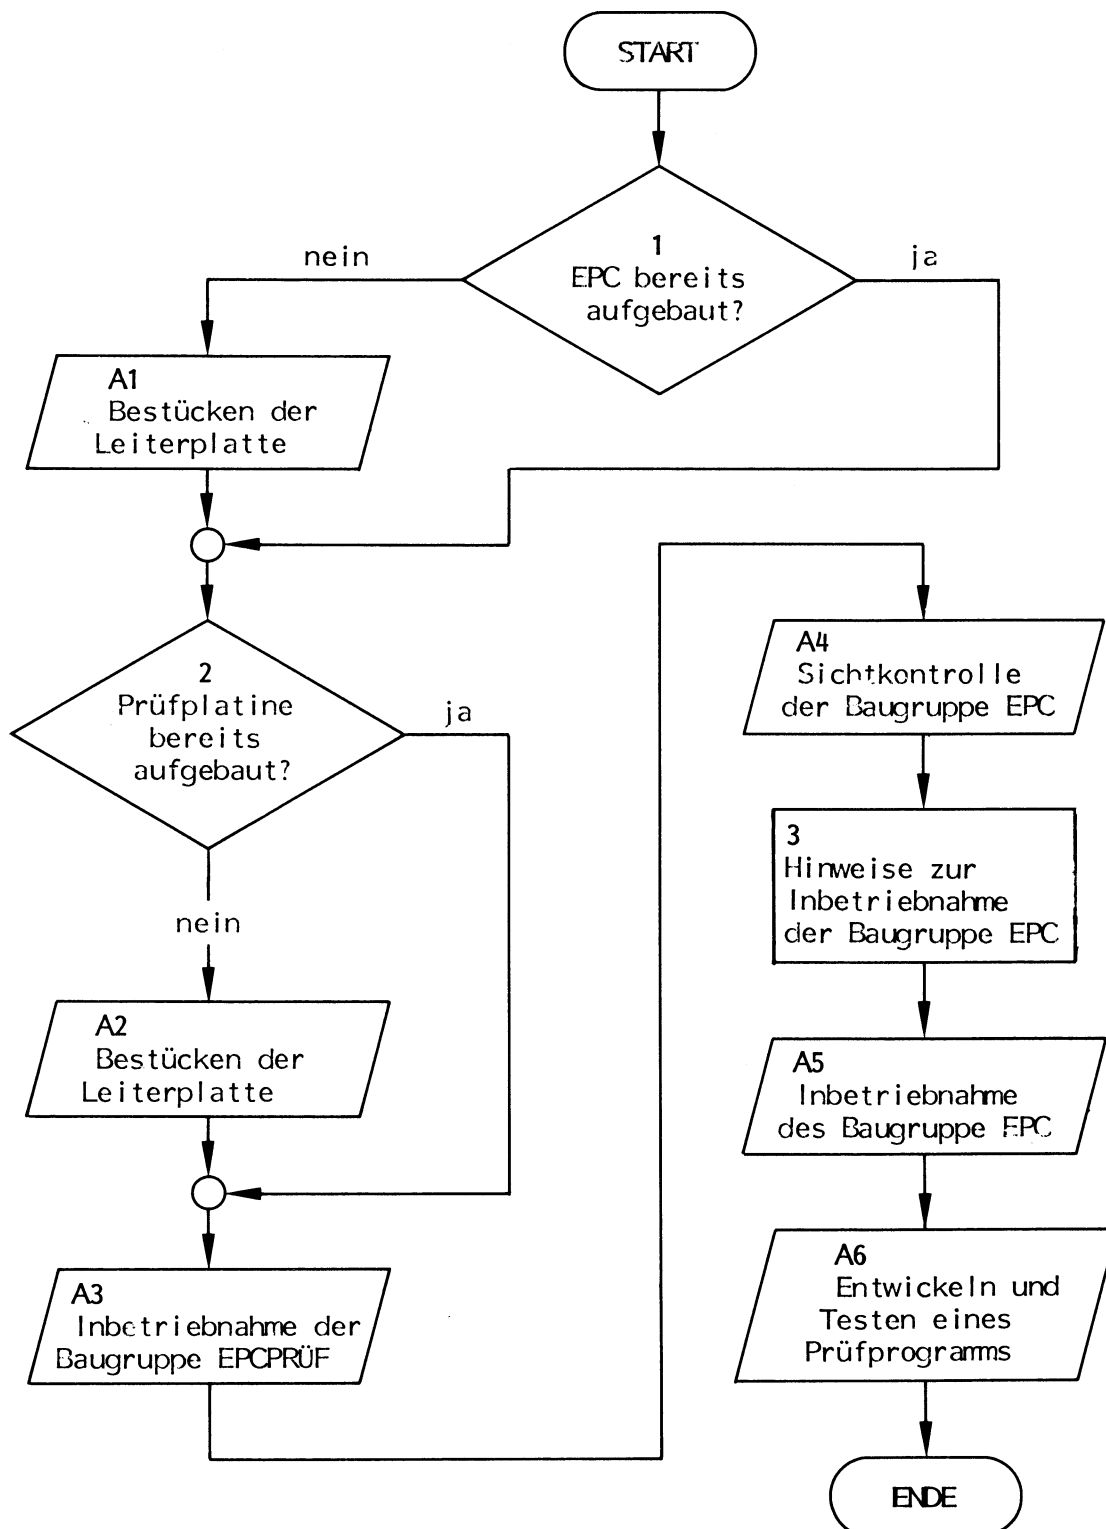 START
1
EPC bereits
aufgebaut?
nein
ja
A1
Bestücken der
Leiterplatte
2
Prüfplatine
bereits
aufgebaut?
ja
nein
A2
Bestücken der
Leiterplatte
A3
Inbetriebnahme der
Baugruppe EPCPRÜF
A4
Sichtkontrolle
der Baugruppe EPC
3
Hinweise zur
Inbetriebnahme
der Baugruppe EPC
A5
Inbetriebnahme
des Baugruppe EPC
A6
Entwickeln und
Testen eines
Prüfprogramms
ENDE